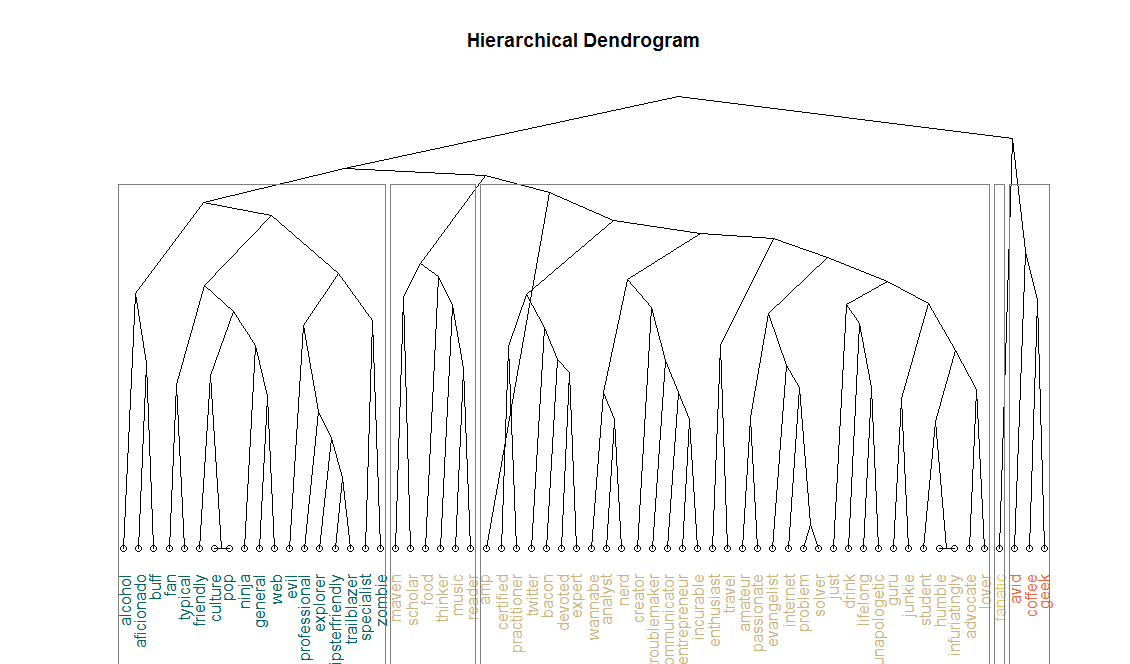 Hierarchical Dendrogram
alcohol
aficionado
buff
fan
typical
friendly
culture
pop
ninja
general
web
evil
professional
explorer
ipsterfriendly
trailblazer
specialist
zombie
maven
scholar
food
thinker
music
reader
amp
certified
practitioner
twitter
bacon
devoted
expert
wannabe
analyst
nerd
creator
troublemaker
ommunicator
entrepreneur
incurable
enthusiast
travel
amateur
passionate
evangelist
internet
problem
solver
just
drink
lifelong
unapologetic
guru
junkie
student
humble
infuriatingly
advocate
lover
fanatic
avid
coffee
geek